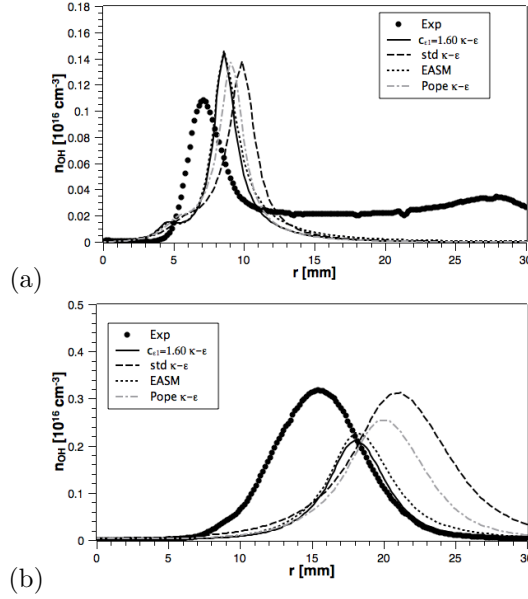 0.18
0.16
0.14
0.12
0.1
0.08
0.06
0.04
0.02
0
n_OH [10^16 cm^-3]
Exp
c_ε1=1.60 κ-ε
std κ-ε
EASM
Pope κ-ε
0 5 10 15 20 25 30
r [mm]
(a)
0.5
0.4
0.3
0.2
0.1
0
n_OH [10^16 cm^-3]
Exp
c_ε1=1.60 κ-ε
std κ-ε
EASM
Pope κ-ε
0 5 10 15 20 25 30
r [mm]
(b)